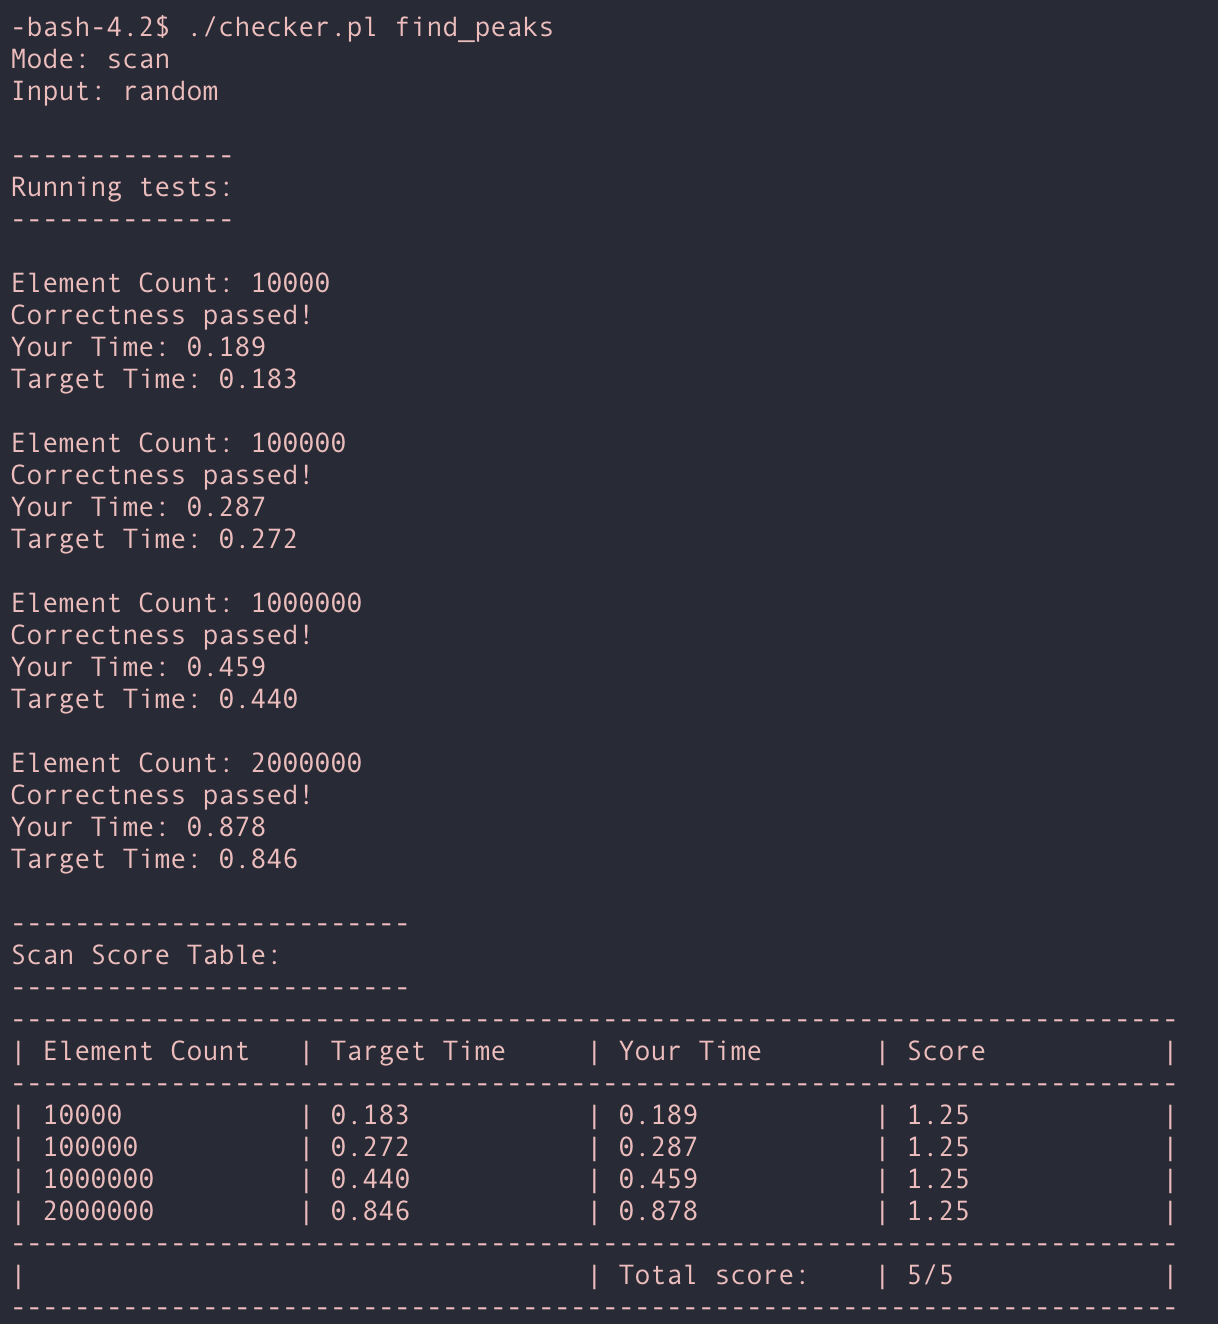 -bash-4.2$ ./checker.pl find_peaks
Mode: scan
Input: random

--------------
Running tests:
--------------

Element Count: 10000
Correctness passed!
Your Time: 0.189
Target Time: 0.183

Element Count: 100000
Correctness passed!
Your Time: 0.287
Target Time: 0.272

Element Count: 1000000
Correctness passed!
Your Time: 0.459
Target Time: 0.440

Element Count: 2000000
Correctness passed!
Your Time: 0.878
Target Time: 0.846

-------------------------
Scan Score Table:
-------------------------
-------------------------------------------------------------------------
| Element Count   | Target Time     | Your Time       | Score           |
-------------------------------------------------------------------------
| 10000           | 0.183           | 0.189           | 1.25            |
| 100000          | 0.272           | 0.287           | 1.25            |
| 1000000         | 0.440           | 0.459           | 1.25            |
| 2000000         | 0.846           | 0.878           | 1.25            |
-------------------------------------------------------------------------
|                                   | Total score:    | 5/5             |
-------------------------------------------------------------------------